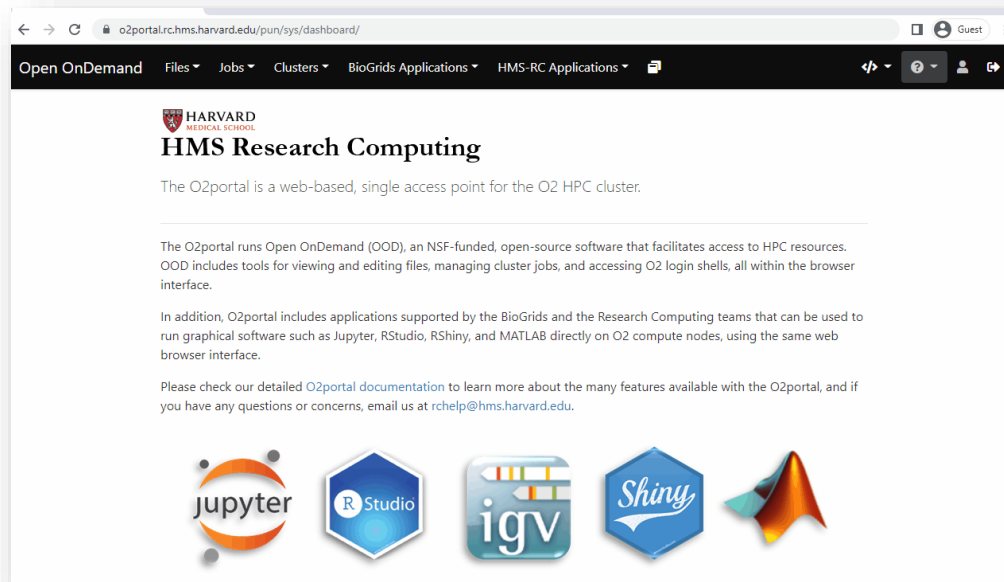 o2portal.rc.hms.harvard.edu/pun/sys/dashboard/
Guest
Open OnDemand Files Jobs Clusters BioGrids Applications HMS-RC Applications
HARVARD
MEDICAL SCHOOL
HMS Research Computing
The O2portal is a web-based, single access point for the O2 HPC cluster.
The O2portal runs Open OnDemand (OOD), an NSF-funded, open-source software that facilitates access to HPC resources.
OOD includes tools for viewing and editing files, managing cluster jobs, and accessing O2 login shells, all within the browser
interface.
In addition, O2portal includes applications supported by the BioGrids and the Research Computing teams that can be used to
run graphical software such as Jupyter, RStudio, RShiny, and MATLAB directly on O2 compute nodes, using the same web
browser interface.
Please check our detailed O2portal documentation to learn more about the many features available with the O2portal, and if
you have any questions or concerns, email us at rchelp@hms.harvard.edu.
jupyter
R Studio
igv
Shiny